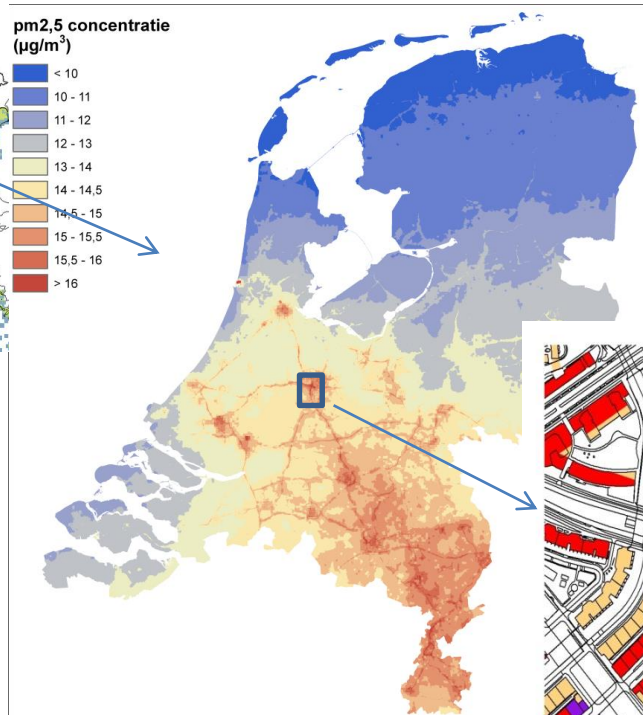 pm2,5 concentratie
(µg/m³)
< 10
10 - 11
11 - 12
12 - 13
13 - 14
14 - 14,5
14,5 - 15
15 - 15,5
15,5 - 16
> 16